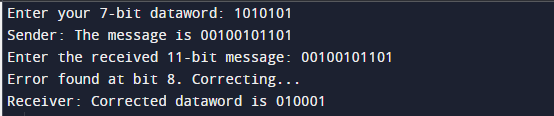 Enter your 7-bit dataword: 1010101
Sender: The message is 00100101101
Enter the received 11-bit message: 00100101101
Error found at bit 8. Correcting...
Receiver: Corrected dataword is 010001